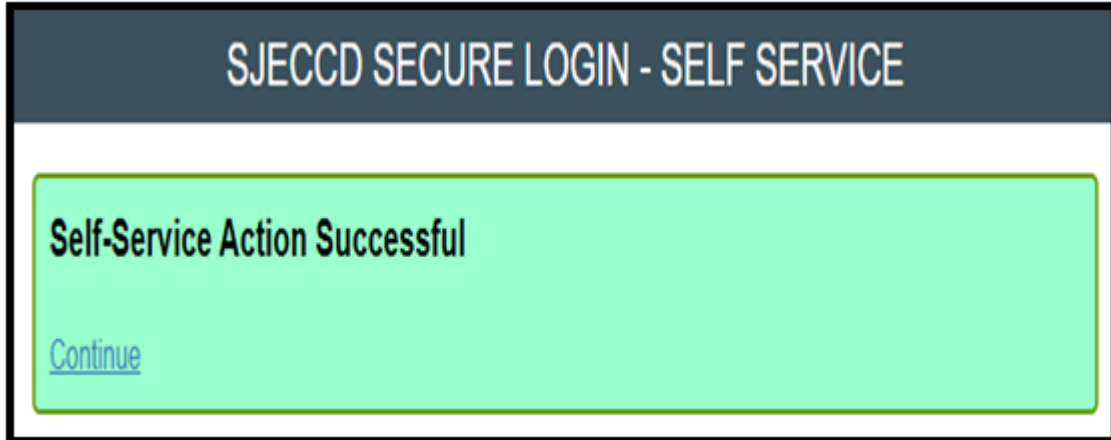 SJECCD SECURE LOGIN - SELF SERVICE
Self-Service Action Successful
Continue